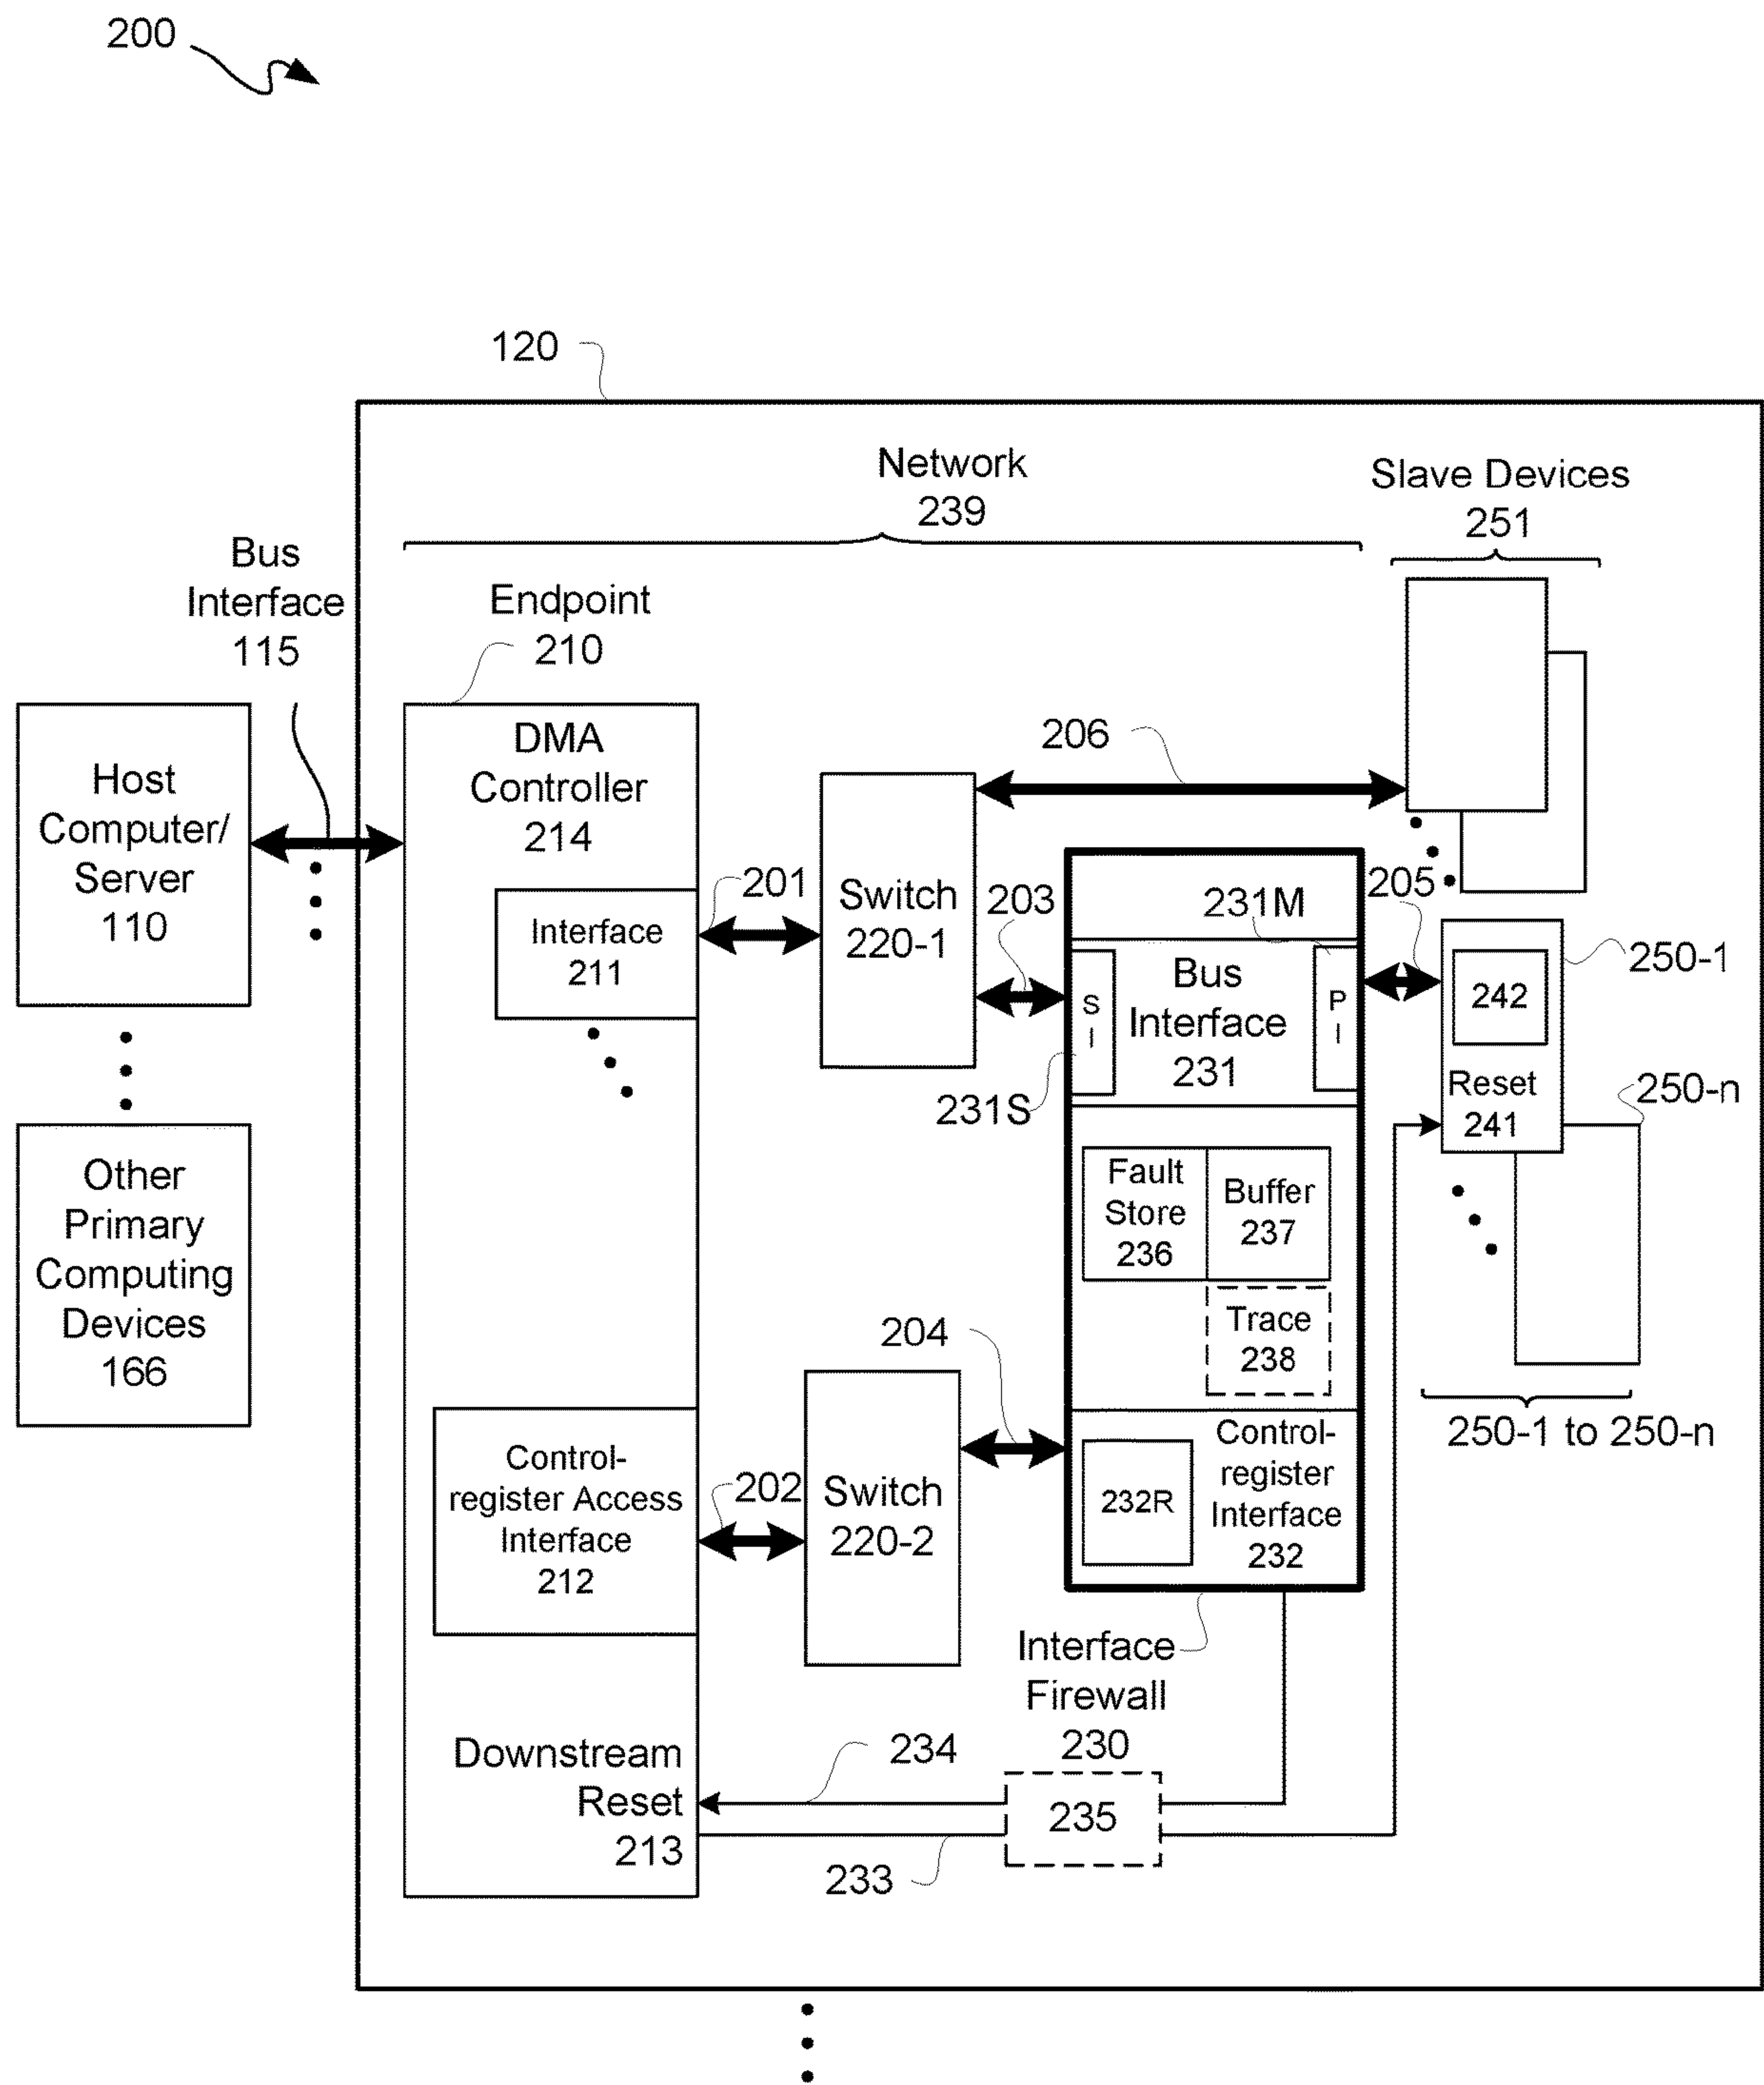 200
120
Network
239
Slave Devices
251
Bus
Interface
115
Endpoint
210
Host
Computer/
Server
110
Other
Primary
Computing
Devices
166
DMA
Controller
214
Interface
211
201
Switch
220-1
206
203
231M
205
S
I
Bus
Interface
231
P
I
231S
242
Reset
241
250-1
250-n
Fault
Store
236
Buffer
237
Trace
238
250-1 to 250-n
Control-
register Access
Interface
212
202
Switch
220-2
204
232R
Control-
register
Interface
232
Interface
Firewall
230
Downstream
Reset
213
234
235
233